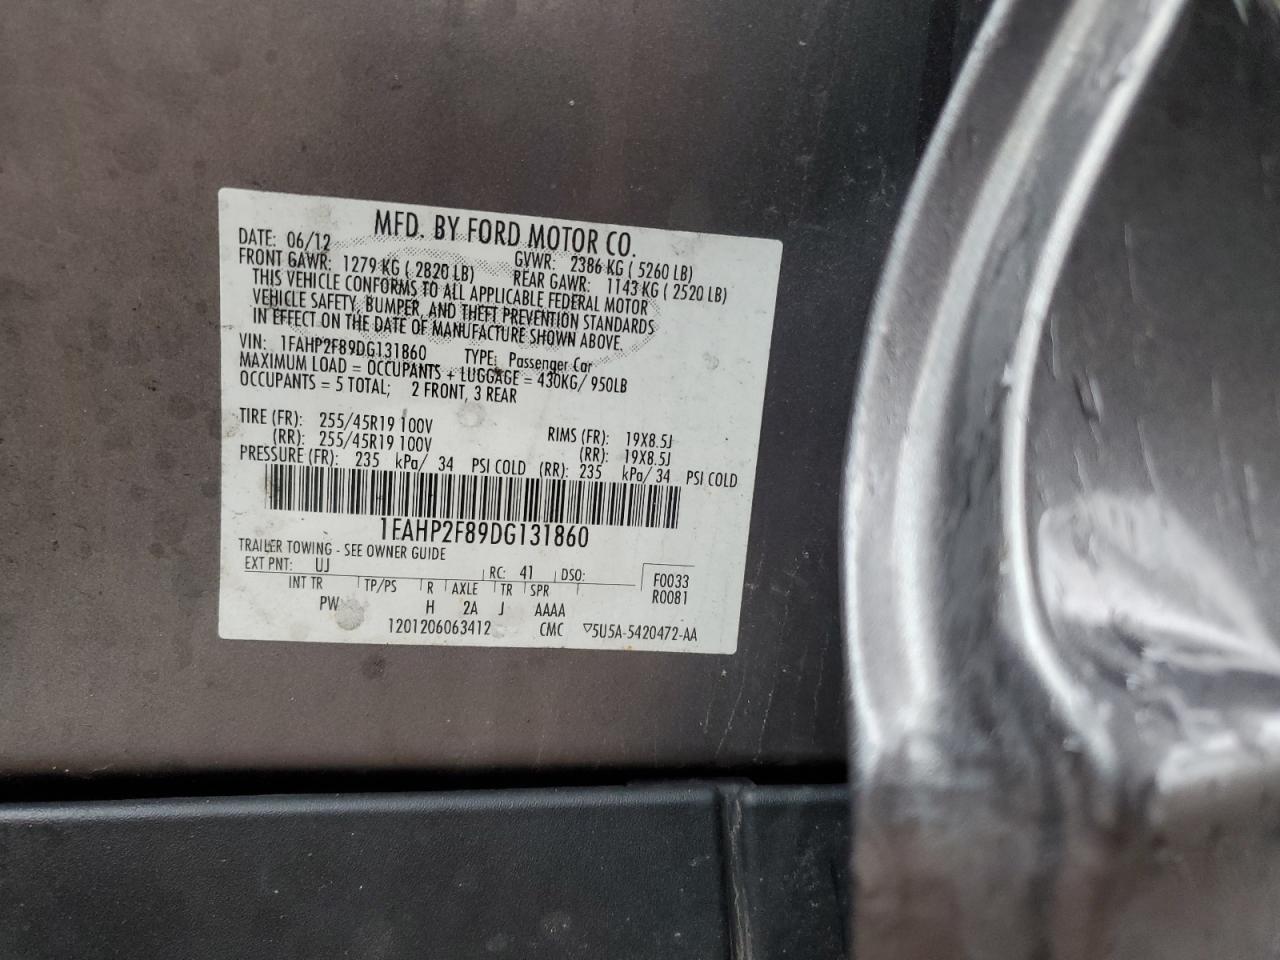 MFD. BY FORD MOTOR CO.
DATE: 06/12 GVWR: 2386 KG ( 5260 LB)
FRONT GAWR: 1279 KG ( 2820 LB) REAR GAWR: 1143 KG ( 2520 LB)
THIS VEHICLE CONFORMS TO ALL APPLICABLE FEDERAL MOTOR
VEHICLE SAFETY, BUMPER, AND THEFT PREVENTION STANDARDS
IN EFFECT ON THE DATE OF MANUFACTURE SHOWN ABOVE.
VIN: 1FAHP2F89DG131860 TYPE: Passenger Car
MAXIMUM LOAD = OCCUPANTS + LUGGAGE = 430KG/ 950LB
OCCUPANTS = 5 TOTAL; 2 FRONT, 3 REAR
TIRE (FR): 255/45R19 100V RIMS (FR): 19X8.5J
(RR): 255/45R19 100V (RR): 19X8.5J
PRESSURE (FR): 235 kPa/ 34 PSI COLD (RR): 235 kPa/ 34 PSI COLD
1FAHP2F89DG131860
TRAILER TOWING - SEE OWNER GUIDE
EXT PNT: UJ RC: 41 DSO: F0033
INT TR TP/PS R AXLE TR SPR R0081
PW H 2A J AAAA
1201206063412 CMC ▽5U5A-5420472-AA